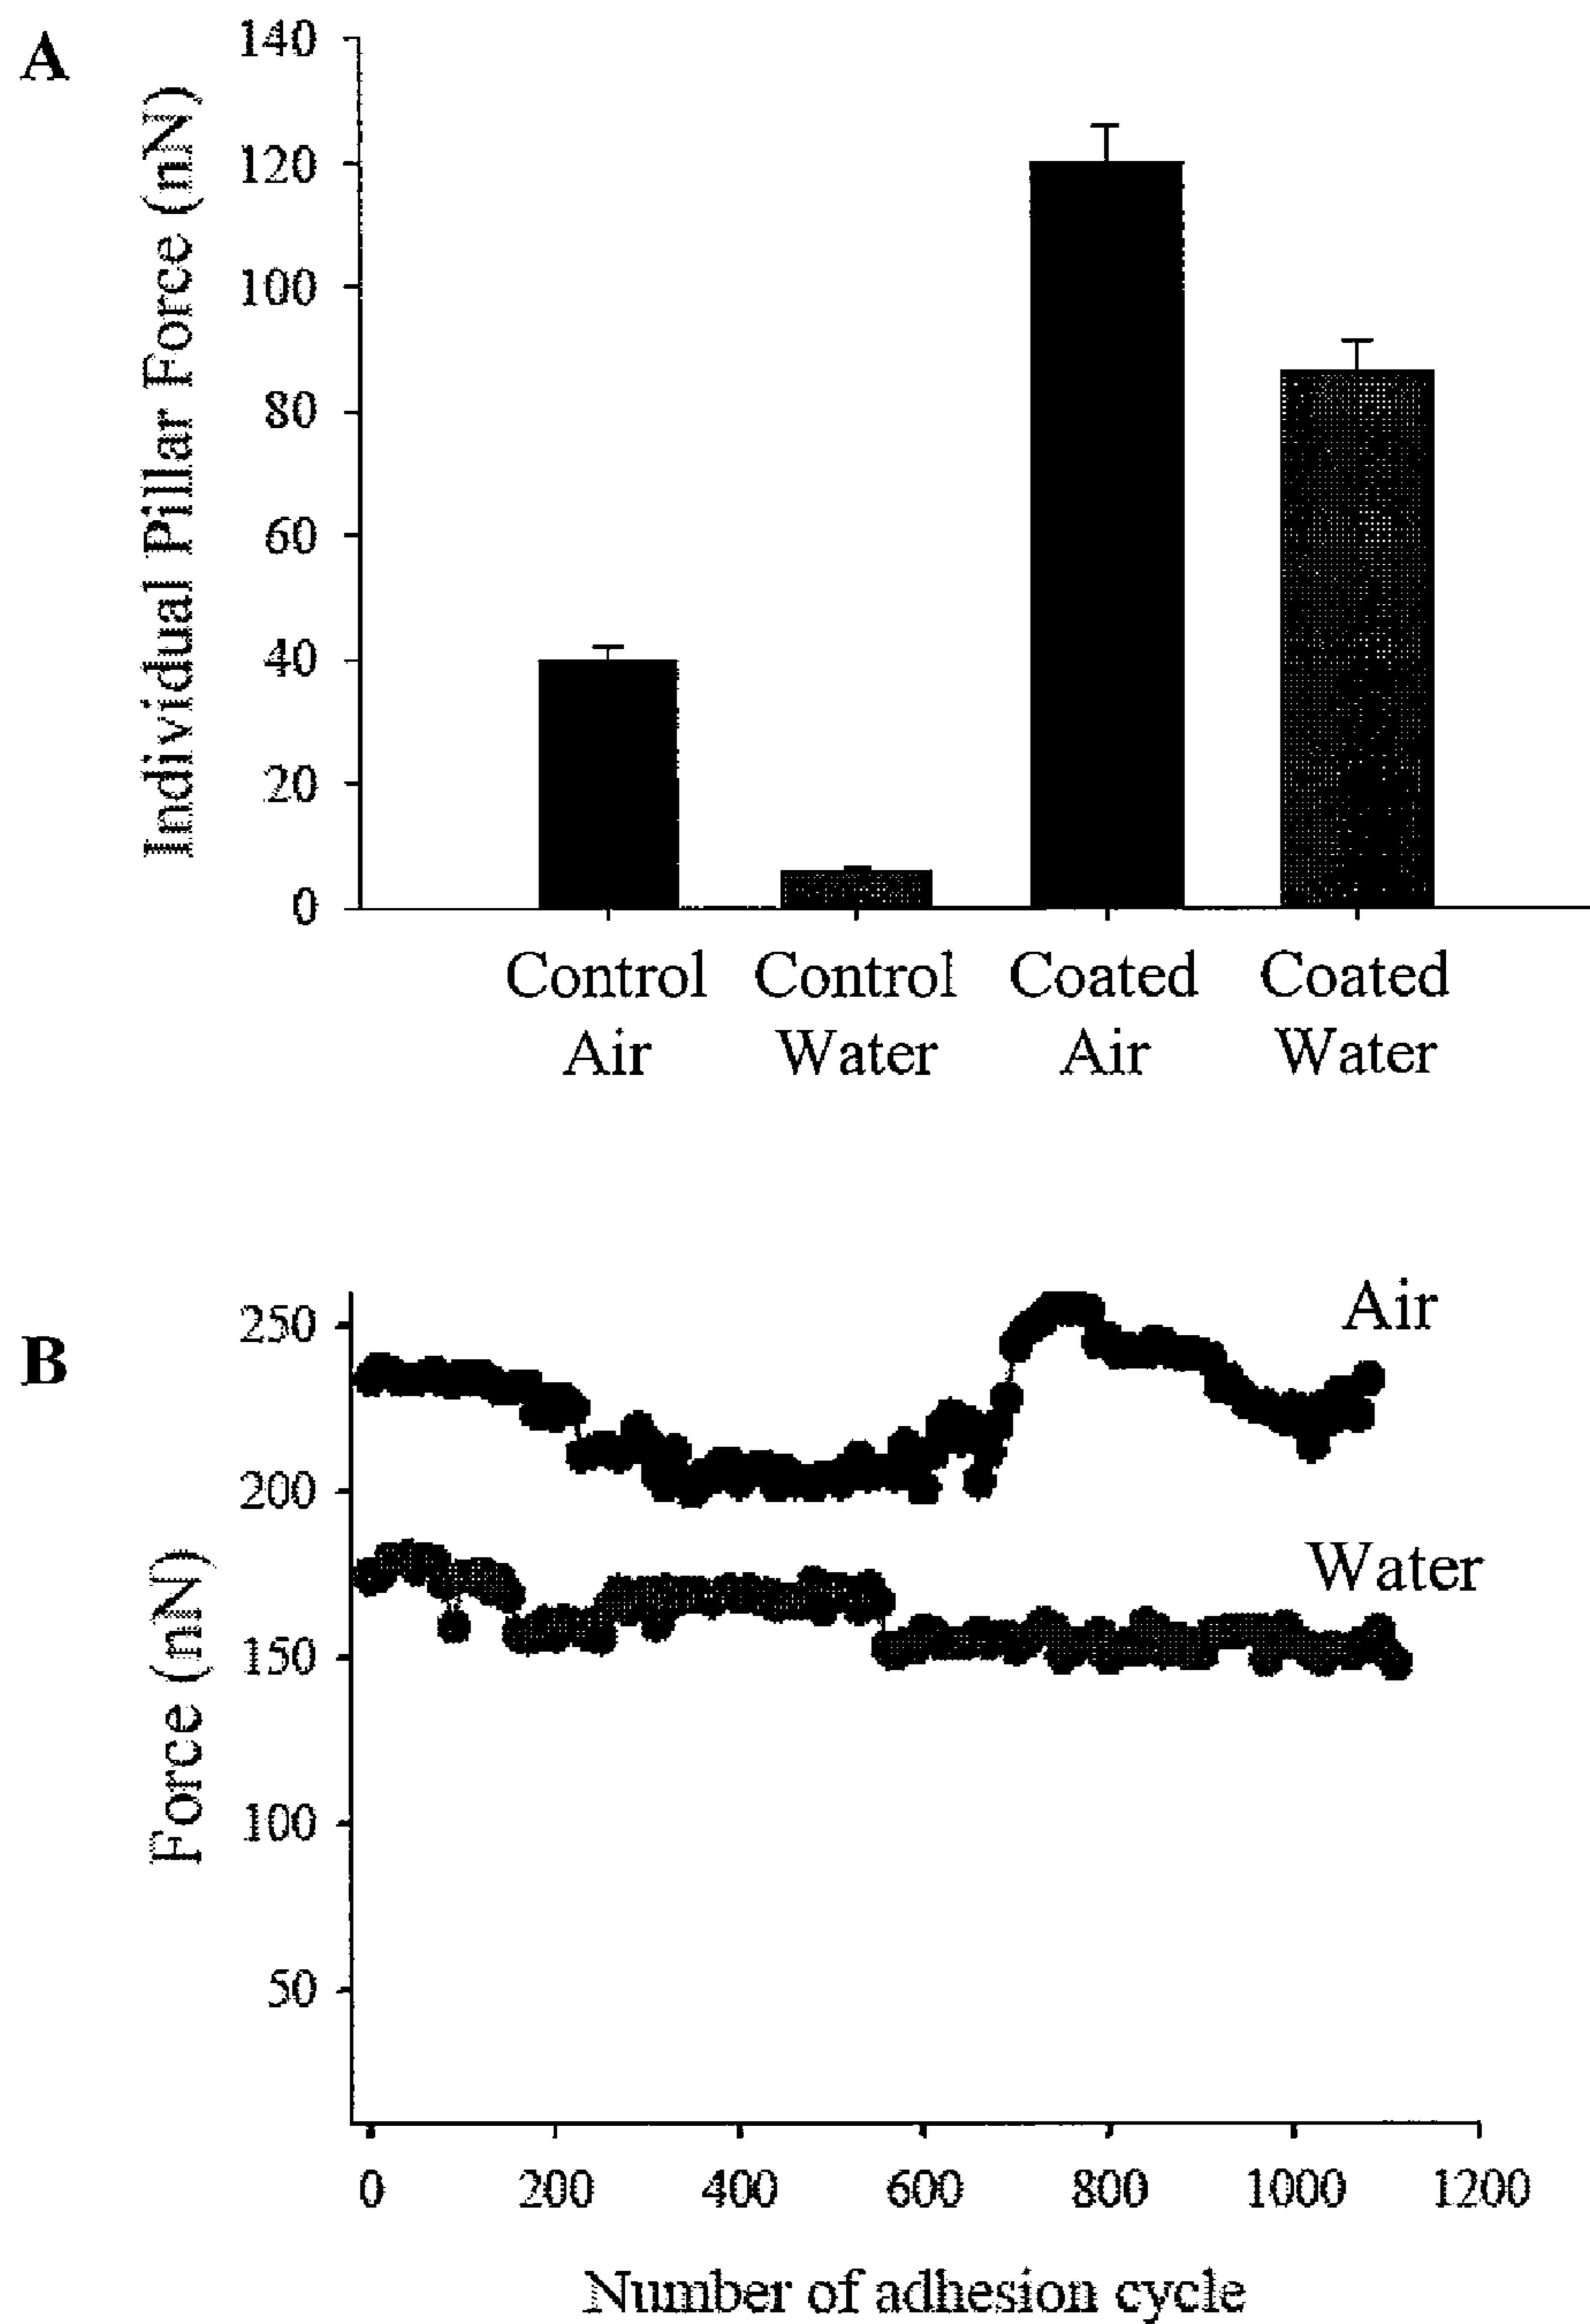 A
140
120
100
80
60
40
20
0
Individual Pillar Force (nN)
Control Control Coated Coated
Air Water Air Water
B
250
200
150
100
50
Force (nN)
Air
Water
0 200 400 600 800 1000 1200
Number of adhesion cycle